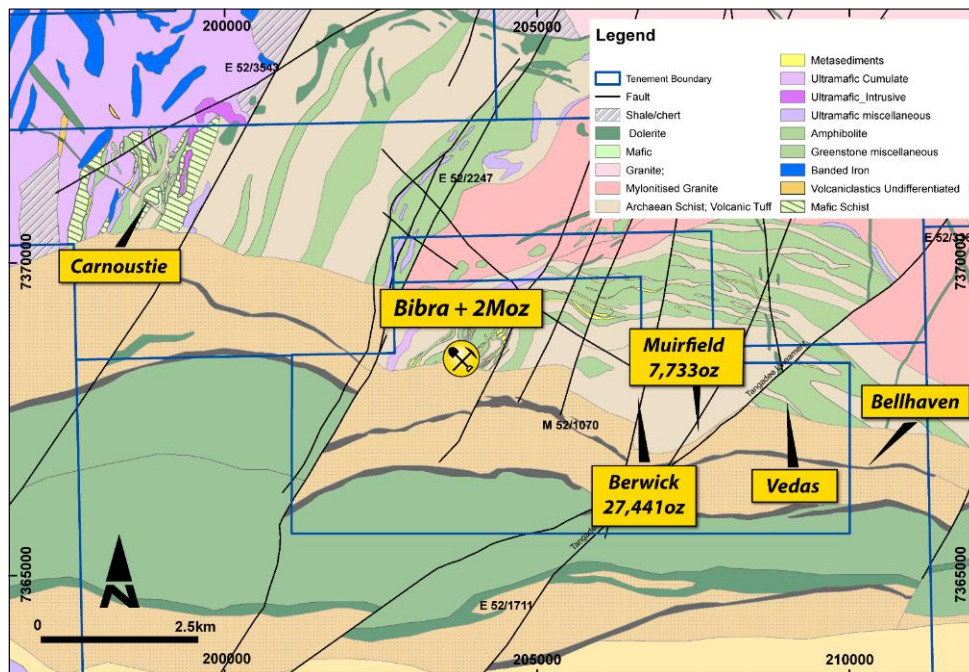 200000
205000
Legend
Tenement Boundary
Fault
Shale/chert
Dolerite
Mafic
Granite;
Mylonitised Granite
Archaean Schist; Volcanic Tuff
Metasediments
Ultramafic Cumulate
Ultramafic_Intrusive
Ultramafic miscellaneous
Amphibolite
Greenstone miscellaneous
Banded Iron
Volcaniclastics Undifferentiated
Mafic Schist
E 52/3543
E 52/2247
7370000
7370000
Carnoustie
Bibra + 2Moz
Muirfield
7,733oz
Bellhaven
M 52/1070
Berwick
27,441oz
Vedas
7365000
7365000
N
0
2.5km
E 52/1711
200000
205000
210000